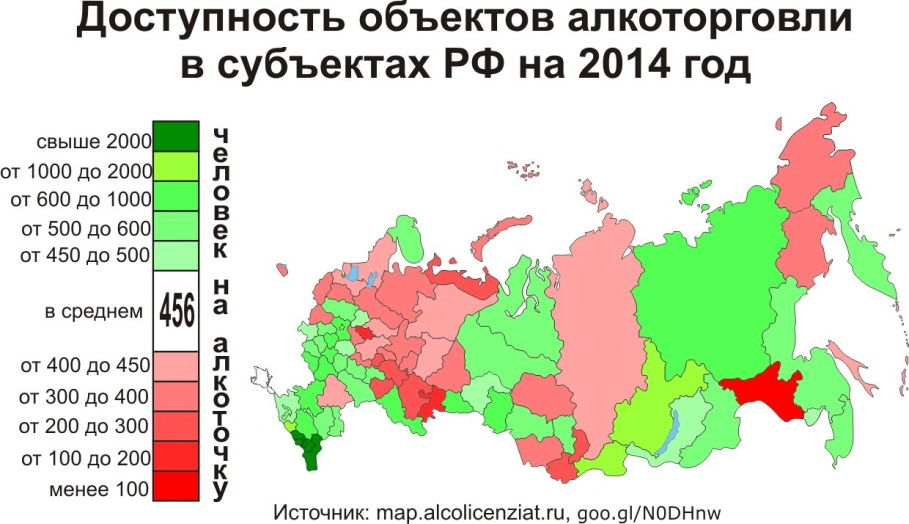 Доступность объектов алкоторговли
в субъектах РФ на 2014 год
свыше 2000
от 1000 до 2000
от 600 до 1000
от 500 до 600
от 450 до 500
в среднем 456
от 400 до 450
от 300 до 400
от 200 до 300
от 100 до 200
менее 100
человек на алкоточку
Источник: map.alcolicenziat.ru, goo.gl/N0DHnw